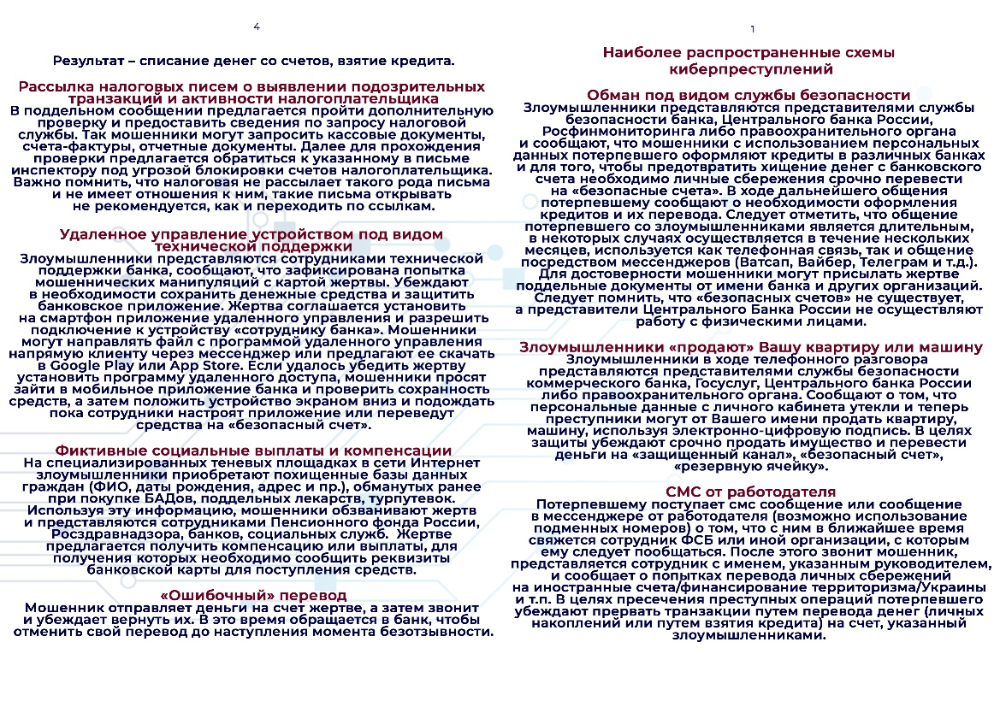 4
Результат – списание денег со счетов, взятие кредита.
Рассылка налоговых писем о выявлении подозрительных
транзакций и активности налогоплательщика
В поддельном сообщении предлагается пройти дополнительную
проверку и предоставить сведения по запросу налоговой
службы. Так мошенники могут запросить кассовые документы,
счета-фактуры, отчетные документы. Далее для прохождения
проверки предлагается обратиться к указанному в письме
инспектору под угрозой блокировки счетов налогоплательщика.
Важно помнить, что налоговая не рассылает такого рода письма
и не имеет отношения к ним, такие письма открывать
не рекомендуется, как и переходить по ссылкам.
Удаленное управление устройством под видом
технической поддержки
Злоумышленники представляются сотрудниками технической
поддержки банка, сообщают, что зафиксирована попытка
мошеннических манипуляций с картой жертвы. Убеждают
в необходимости сохранить денежные средства и защитить
банковское приложение. Жертва соглашается установить
на смартфон приложение удаленного управления и разрешить
подключение к устройству «сотруднику банка». Мошенники
могут направлять файл с программой удаленного управления
напрямую клиенту через мессенджер или предлагают ее скачать
в Google Play или App Store. Если удалось убедить жертву
установить программу удаленного доступа, мошенники просят
зайти в мобильное приложение банка и проверить сохранность
средств, а затем положить устройство экраном вниз и подождать
пока сотрудники настроят приложение или переведут
средства на «безопасный счет».
Фиктивные социальные выплаты и компенсации
На специализированных теневых площадках в сети Интернет
злоумышленники приобретают похищенные базы данных
граждан (ФИО, даты рождения, адрес и пр.), обманутых ранее
при покупке БАДов, поддельных лекарств, турпутевок.
Используя эту информацию, мошенники обзванивают жертв
и представляются сотрудниками Пенсионного фонда России,
Росздравнадзора, банков, социальных служб. Жертве
предлагается получить компенсацию или выплаты, для
получения которых необходимо сообщить реквизиты
банковской карты для поступления средств.
«Ошибочный» перевод
Мошенник отправляет деньги на счет жертве, а затем звонит
и убеждает вернуть их. В это время обращается в банк, чтобы
отменить свой перевод до наступления момента безотзывности.
1
Наиболее распространенные схемы
киберпреступлений
Обман под видом службы безопасности
Злоумышленники представляются представителями службы
безопасности банка, Центрального банка России,
Росфинмониторинга либо правоохранительного органа
и сообщают, что мошенники с использованием персональных
данных потерпевшего оформляют кредиты в различных банках
и для того, чтобы предотвратить хищение денег с банковского
счета необходимо личные сбережения срочно перевести
на «безопасные счета». В ходе дальнейшего общения
потерпевшему сообщают о необходимости оформления
кредитов и их перевода. Следует отметить, что общение
потерпевшего со злоумышленниками является длительным,
в некоторых случаях осуществляется в течение нескольких
месяцев, используется как телефонная связь, так и общение
посредством мессенджеров (Ватсап, Вайбер, Телеграм и т.д.).
Для достоверности мошенники могут присылать жертве
поддельные документы от имени банка и других организаций.
Следует помнить, что «безопасных счетов» не существует,
а представители Центрального Банка России не осуществляют
работу с физическими лицами.
Злоумышленники «продают» Вашу квартиру или машину
Злоумышленники в ходе телефонного разговора
представляются представителями службы безопасности
коммерческого банка, Госуслуг, Центрального банка России
либо правоохранительного органа. Сообщают о том, что
персональные данные с личного кабинета утекли и теперь
преступники могут от Вашего имени продать квартиру,
машину, используя электронно-цифровую подпись. В целях
защиты убеждают срочно продать имущество и перевести
деньги на «защищенный канал», «безопасный счет»,
«резервную ячейку».
СМС от работодателя
Потерпевшему поступает смс сообщение или сообщение
в мессенджере от работодателя (возможно использование
подменных номеров) о том, что с ним в ближайшее время
свяжется сотрудник ФСБ или иной организации, с которым
ему следует пообщаться. После этого звонит мошенник,
представляется сотрудник с именем, указанным руководителем,
и сообщает о попытках перевода личных сбережений
на иностранные счета/финансирование территоризма/Украины
и т.п. В целях пресечения преступных операций потерпевшего
убеждают прервать транзакции путем перевода денег (личных
накоплений или путем взятия кредита) на счет, указанный
злоумышленниками.